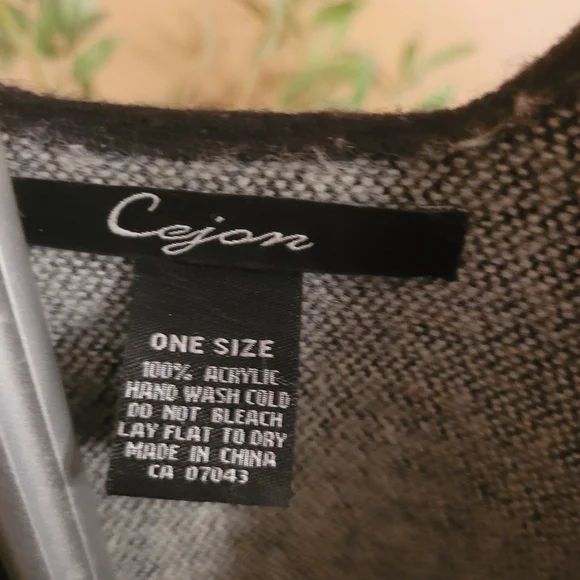 Cejon
ONE SIZE
100% ACRYLIC
HAND WASH COLD
DO NOT BLEACH
LAY FLAT TO DRY
MADE IN CHINA
CA 07043